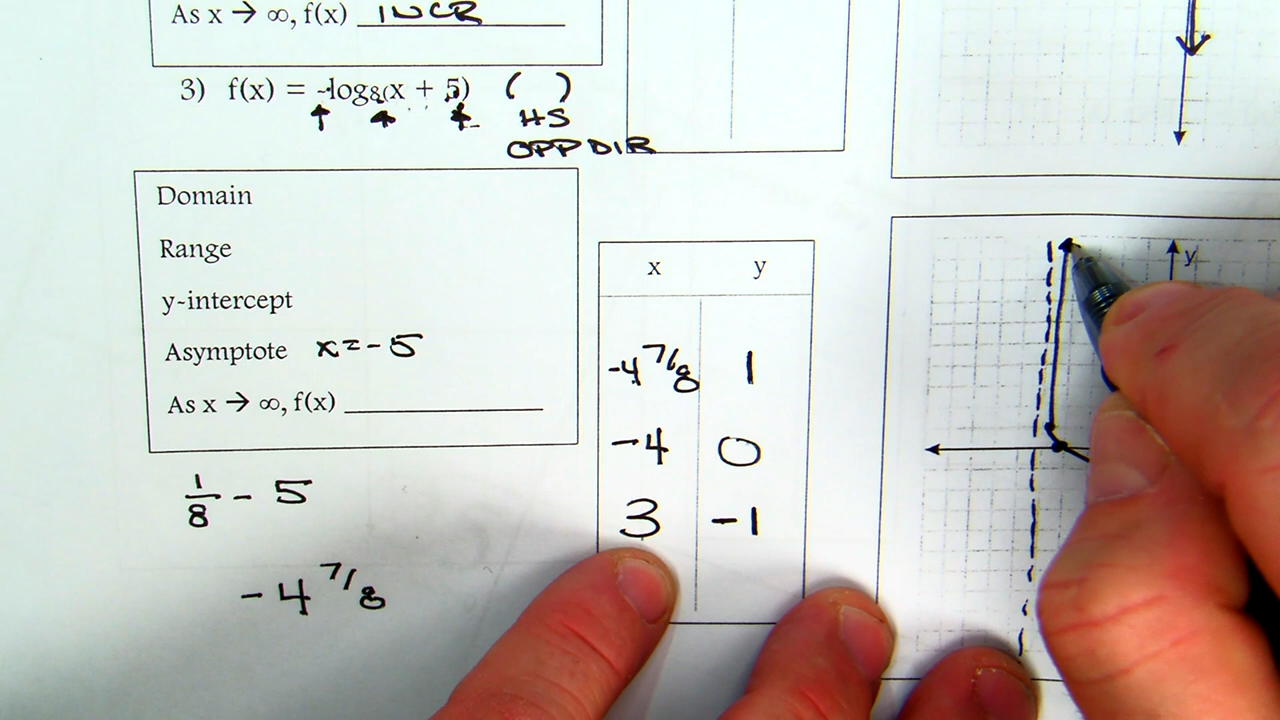 As x → ∞, f(x) INCR
3) f(x) = -log₈(x + 5) ( )
HS
OPP DIR
Domain
Range
y-intercept
Asymptote x = -5
As x → ∞, f(x)
x y
-4 7/8 1
-4 0
3 -1
1/8 - 5
-4 7/8
y